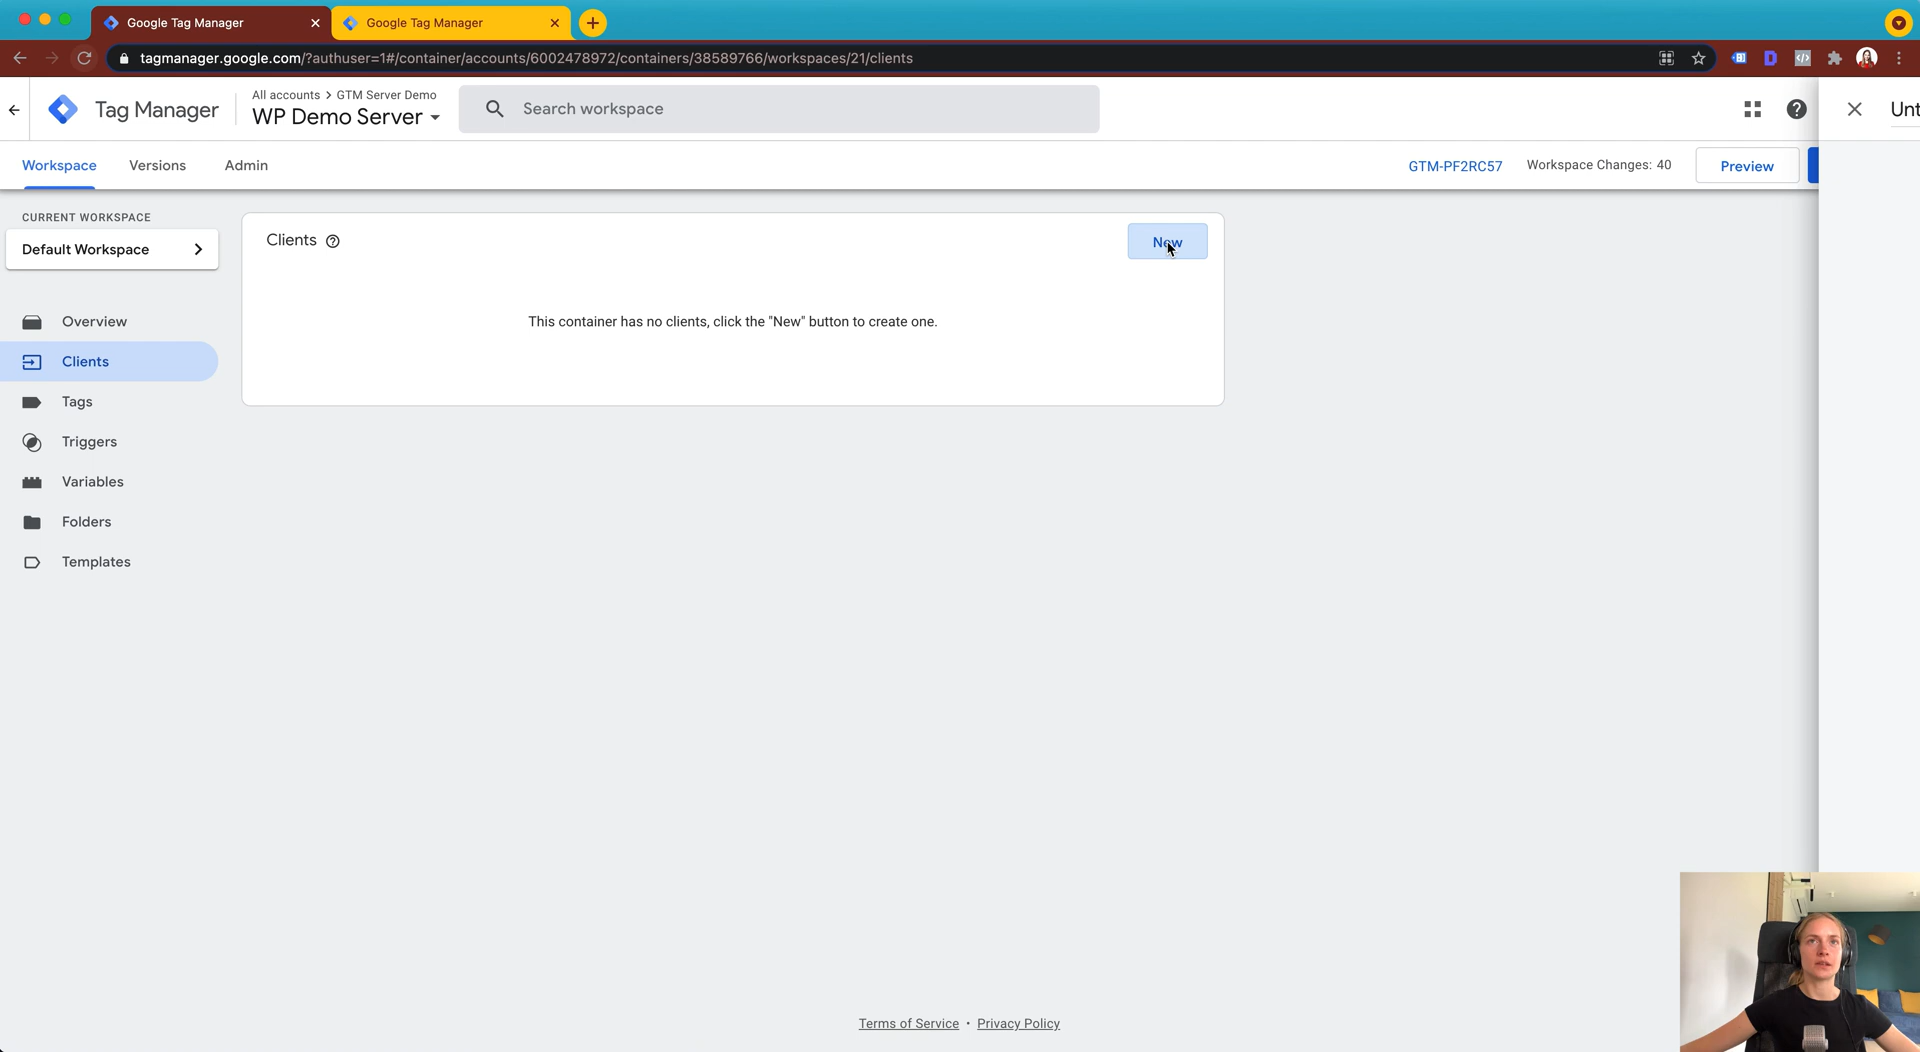 Google Tag Manager
Google Tag Manager
tagmanager.google.com/?authuser=1#/container/accounts/6002478972/containers/38589766/workspaces/21/clients
Tag Manager
All accounts > GTM Server Demo
WP Demo Server
Search workspace
Unt
Workspace
Versions
Admin
GTM-PF2RC57
Workspace Changes: 40
Preview
CURRENT WORKSPACE
Default Workspace
Clients
New
This container has no clients, click the "New" button to create one.
Overview
Clients
Tags
Triggers
Variables
Folders
Templates
Terms of Service • Privacy Policy